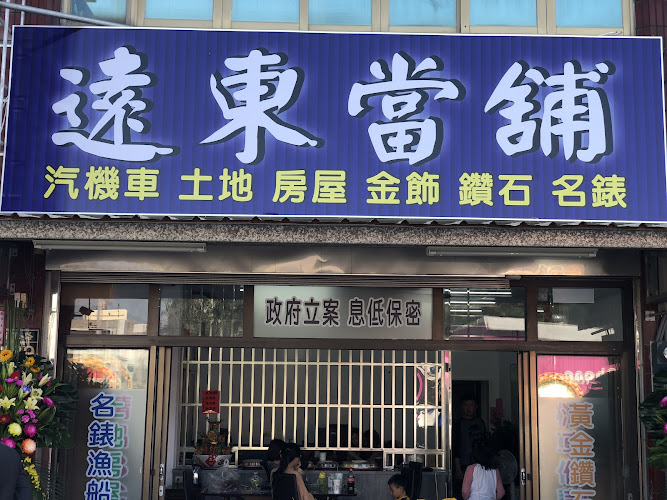 遠東當舖
汽機車 土地 房屋 金飾 鑽石 名錶
政府立案 息低保密
名錶漁船
黃金鑽石